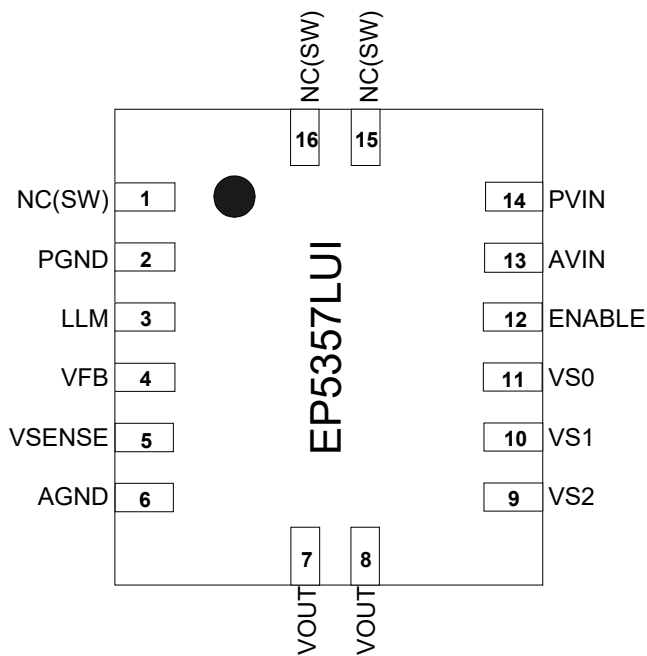 NC(SW)
NC(SW)
16
15
NC(SW)
1
14
PVIN
PGND
2
13
AVIN
LLM
3
12
ENABLE
VFB
4
11
VS0
VSENSE
5
10
VS1
AGND
6
9
VS2
EP5357LUI
7
8
VOUT
VOUT